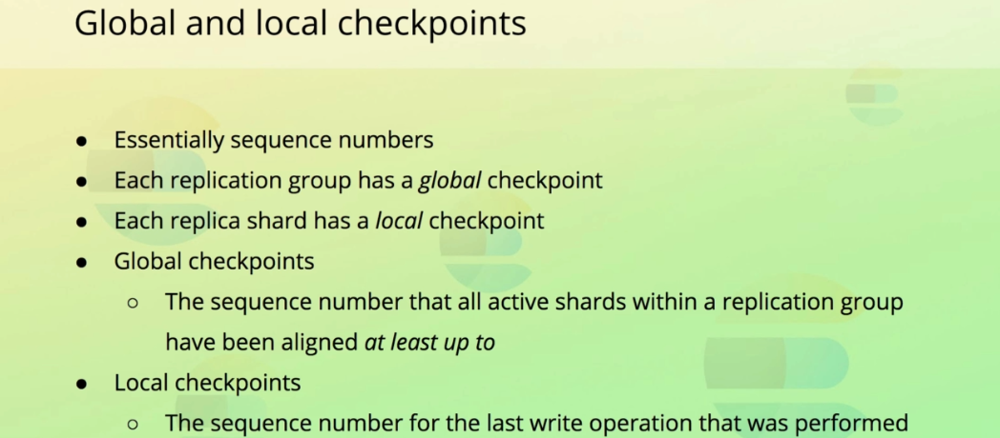 Global and local checkpoints
● Essentially sequence numbers
● Each replication group has a global checkpoint
● Each replica shard has a local checkpoint
● Global checkpoints
○ The sequence number that all active shards within a replication group
have been aligned at least up to
● Local checkpoints
○ The sequence number for the last write operation that was performed